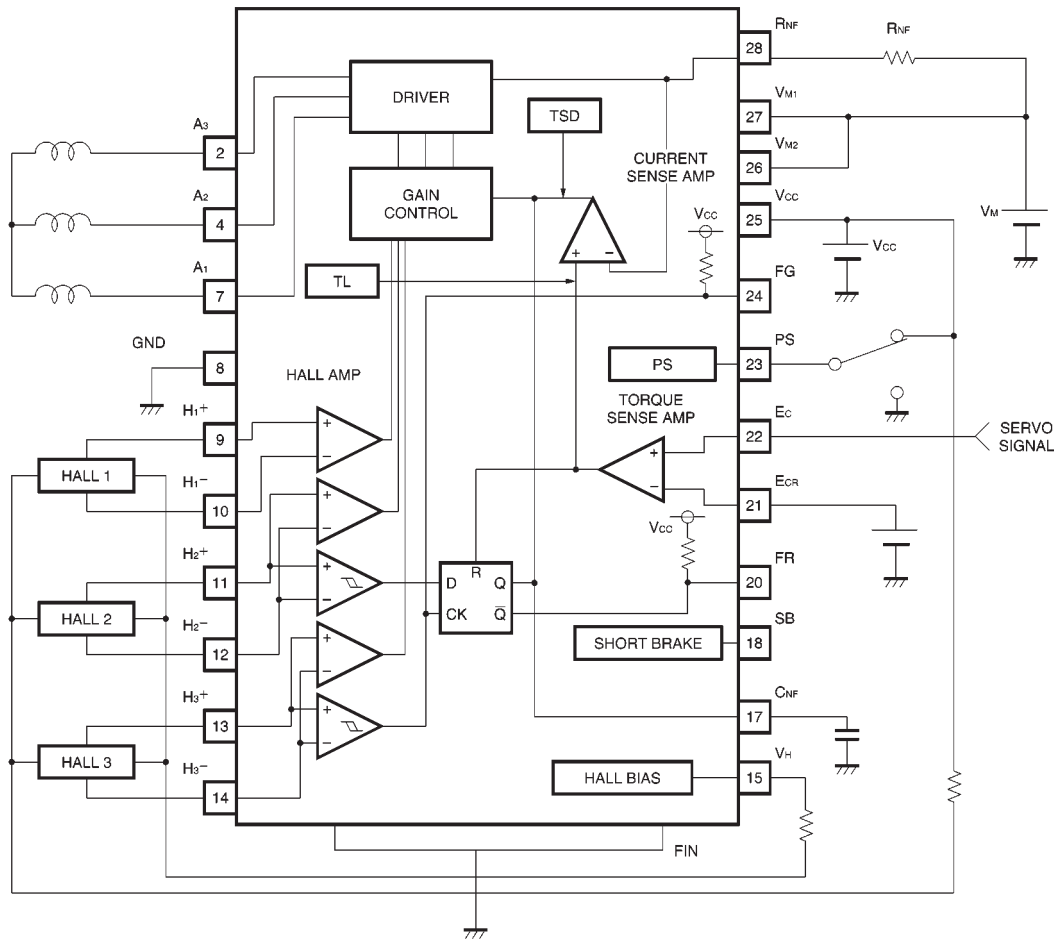 RNF
28
RNF
DRIVER
VM1
27
TSD
A3
2
VM2
26
CURRENT
SENSE AMP
GAIN
CONTROL
VCC
25
VM
A2
4
VCC
VCC
+
−
FG
24
TL
A1
7
PS
23
PS
GND
8
HALL AMP
TORQUE
SENSE AMP
EC
22
SERVO
SIGNAL
H1+
9
+
−
+
−
HALL 1
ECR
21
H1−
10
+
−
VCC
FR
20
H2+
11
+
−
R
D
Q
CK
Q̅
HALL 2
SB
18
SHORT BRAKE
H2−
12
+
−
CNF
17
H3+
13
+
−
VH
15
HALL 3
HALL BIAS
H3−
14
FIN